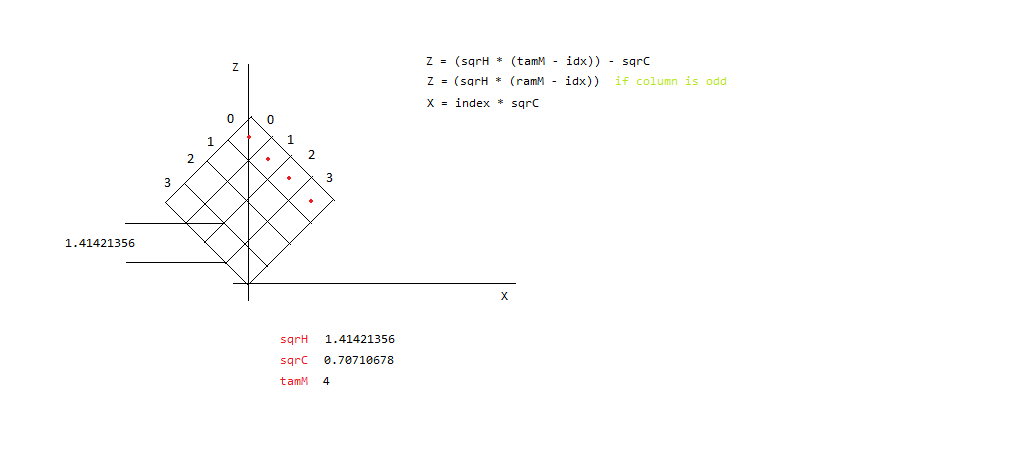 Z = (sqrH * (tamM - idx)) - sqrC
Z
Z = (sqrH * (ramM - idx)) if column is odd
X = index * sqrC
0 0
1 1
2 2
3 3
1.41421356
X
sqrH 1.41421356
sqrC 0.70710678
tamM 4